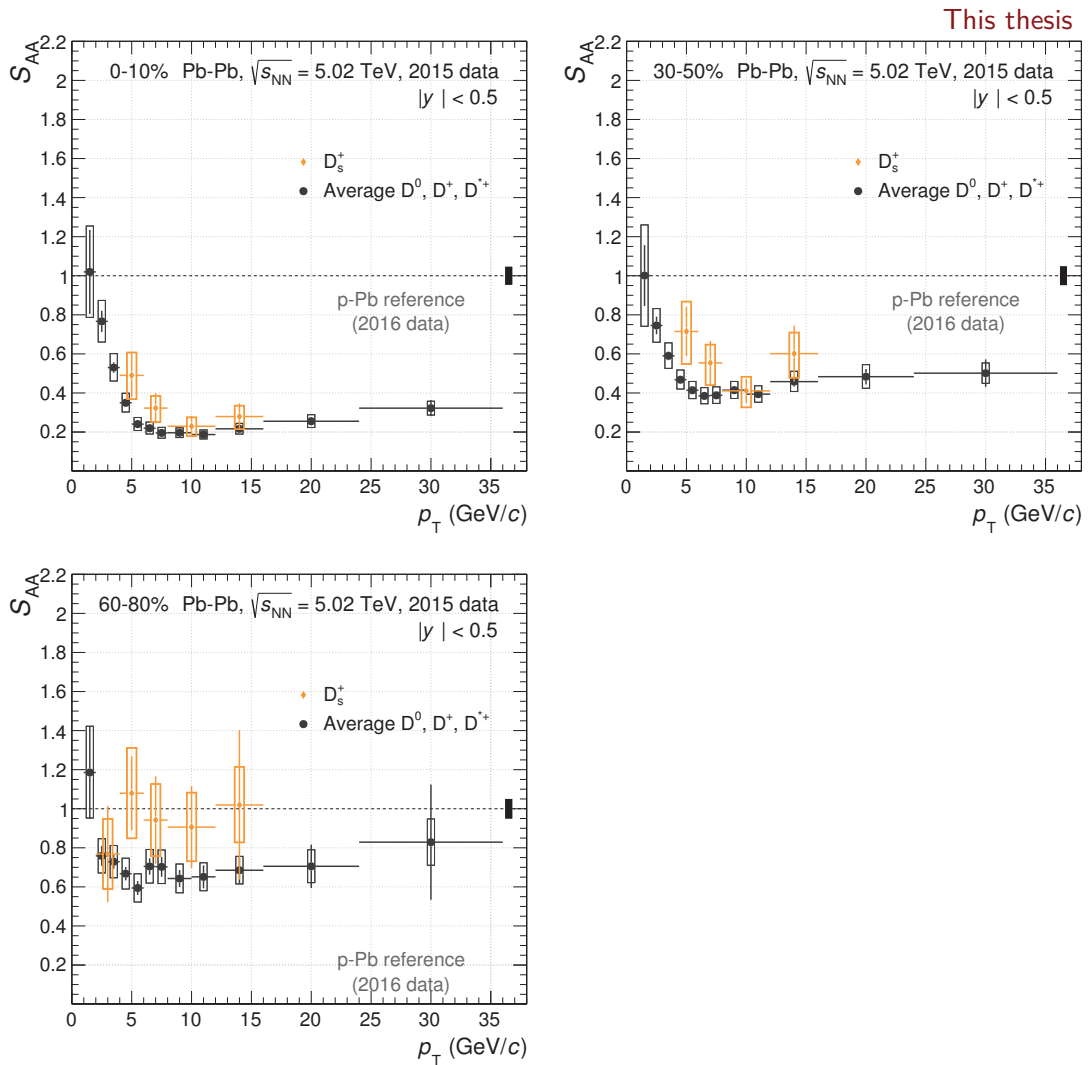 This thesis
S_AA
2.2
2
1.8
1.6
1.4
1.2
1
0.8
0.6
0.4
0.2
0-10% Pb-Pb, √s_NN = 5.02 TeV, 2015 data
|y| < 0.5
D_s^+
Average D^0, D^+, D^*+
p-Pb reference
(2016 data)
0 5 10 15 20 25 30 35
p_T (GeV/c)
S_AA
2.2
2
1.8
1.6
1.4
1.2
1
0.8
0.6
0.4
0.2
30-50% Pb-Pb, √s_NN = 5.02 TeV, 2015 data
|y| < 0.5
D_s^+
Average D^0, D^+, D^*+
p-Pb reference
(2016 data)
0 5 10 15 20 25 30 35
p_T (GeV/c)
S_AA
2.2
2
1.8
1.6
1.4
1.2
1
0.8
0.6
0.4
0.2
60-80% Pb-Pb, √s_NN = 5.02 TeV, 2015 data
|y| < 0.5
D_s^+
Average D^0, D^+, D^*+
p-Pb reference
(2016 data)
0 5 10 15 20 25 30 35
p_T (GeV/c)